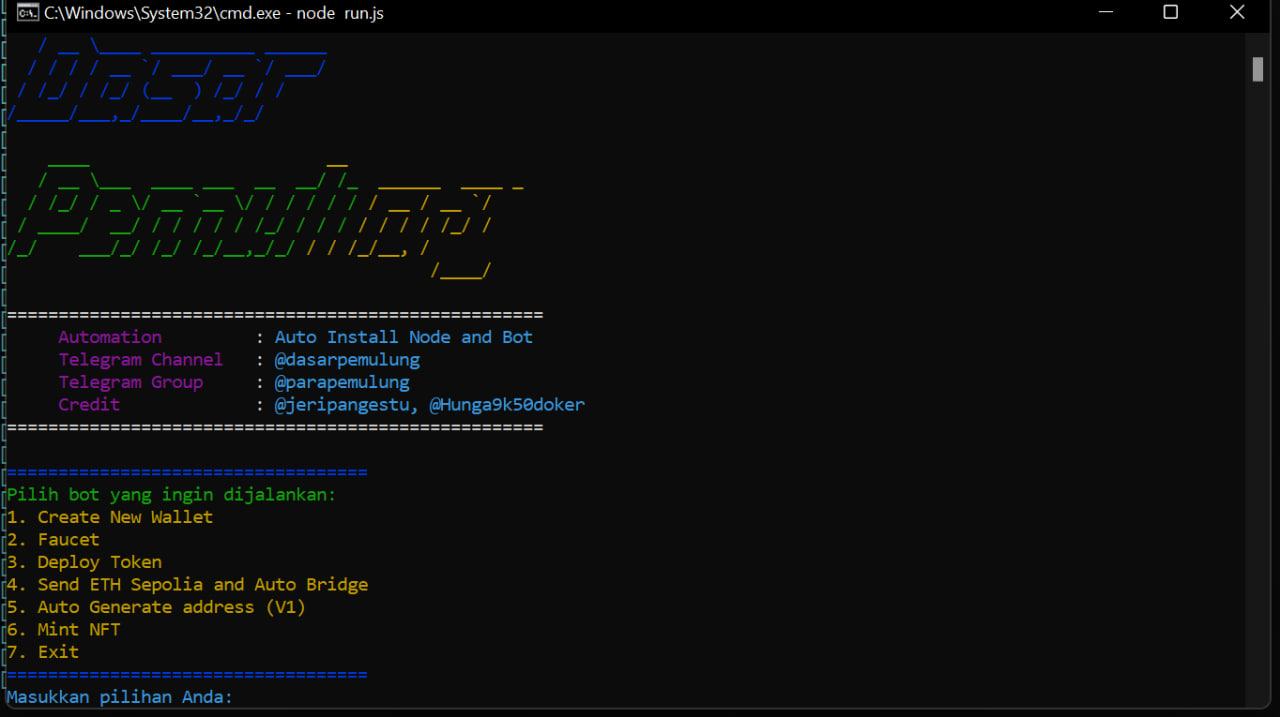 C:\Windows\System32\cmd.exe - node run.js
Dasar
Pemulung
====================================================
Automation : Auto Install Node and Bot
Telegram Channel : @dasarpemulung
Telegram Group : @parapemulung
Credit : @jeripangestu, @Hunga9k50doker
====================================================
===================================
Pilih bot yang ingin dijalankan:
1. Create New Wallet
2. Faucet
3. Deploy Token
4. Send ETH Sepolia and Auto Bridge
5. Auto Generate address (V1)
6. Mint NFT
7. Exit
===================================
Masukkan pilihan Anda: